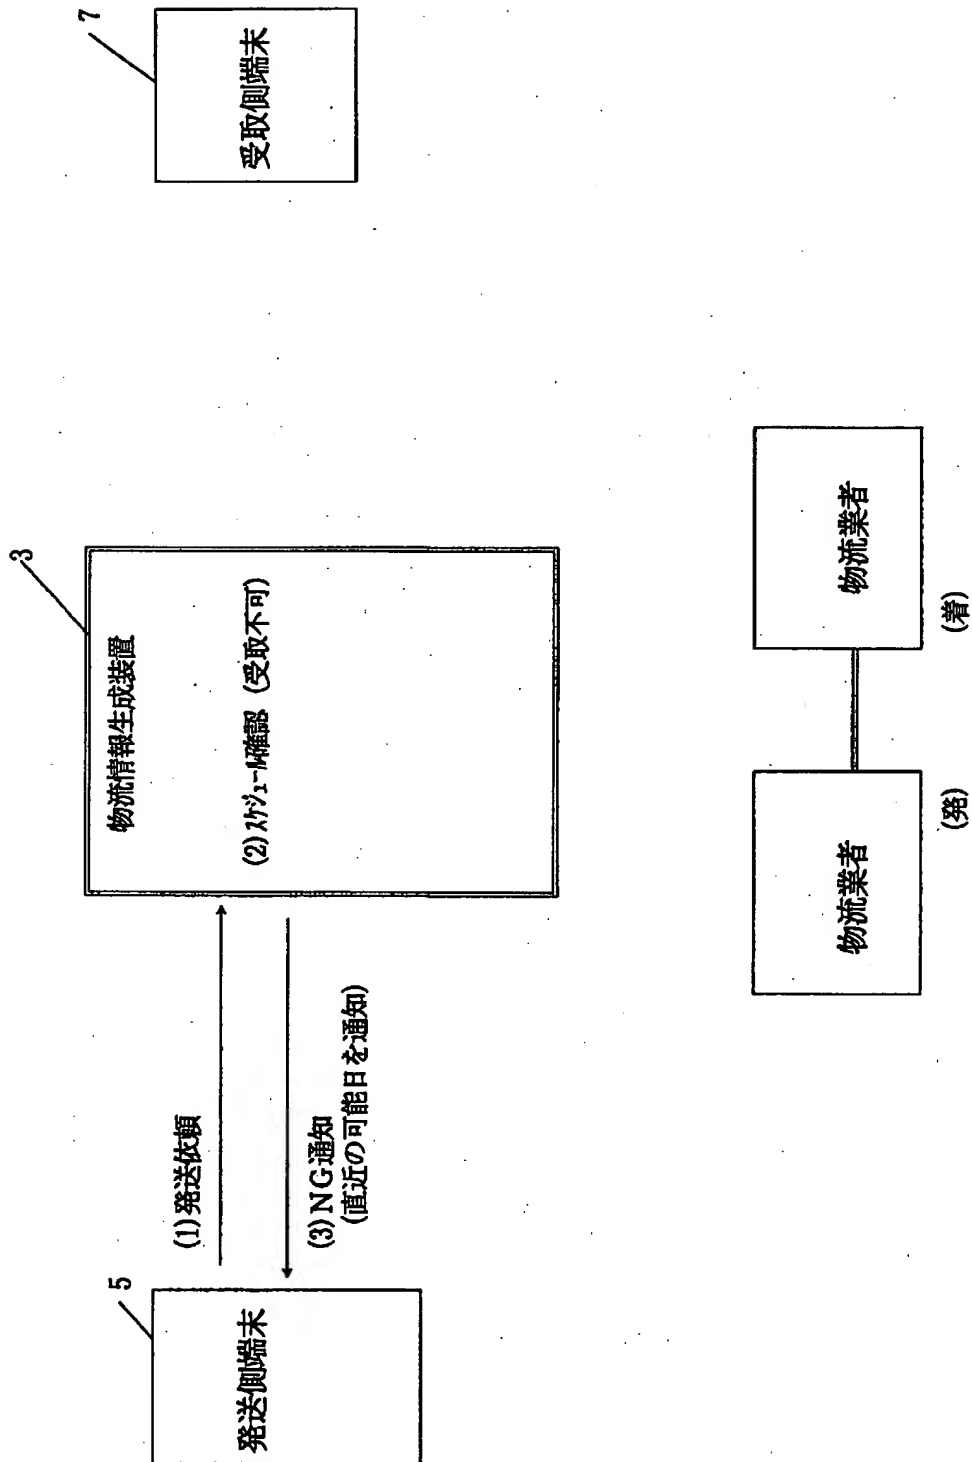 5
発送側端末
(1)発送依頼
(3)NG通知
(直近の可能日を通知)
3
物流情報生成装置
(2)スケジュール確認 (受取不可)
7
受取側端末
物流業者
(発)
物流業者
(着)